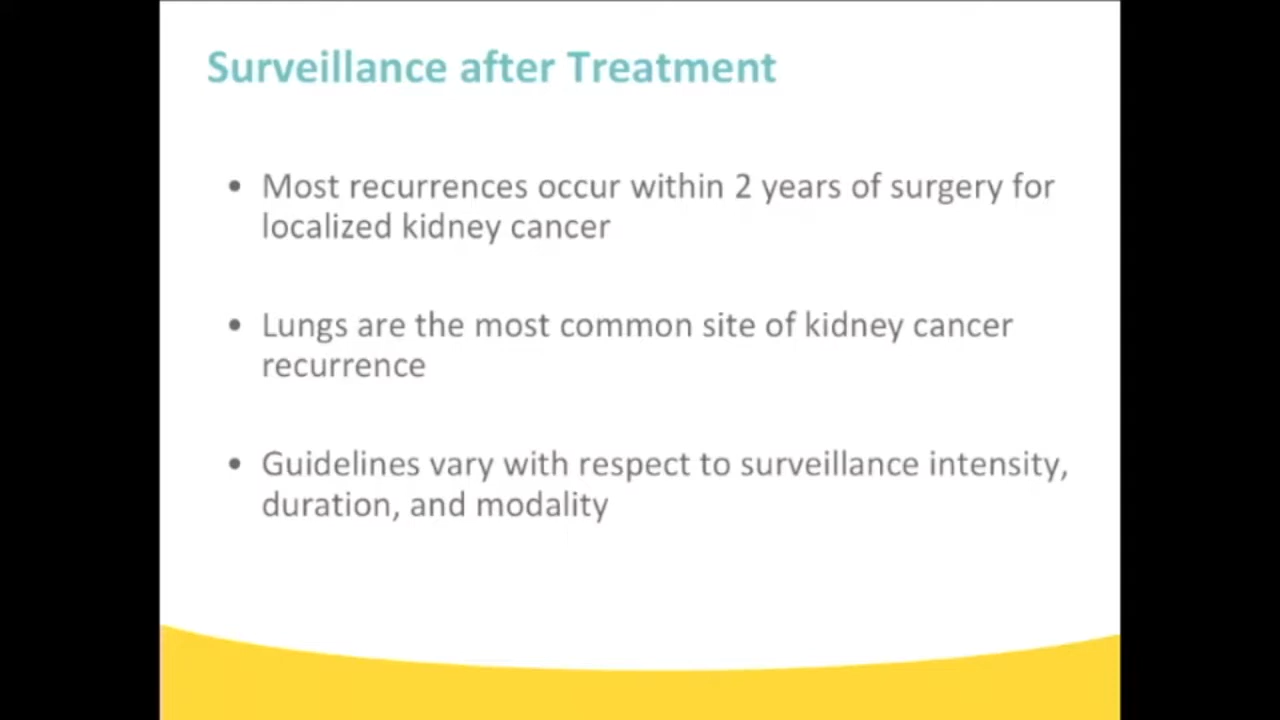 Surveillance after Treatment
• Most recurrences occur within 2 years of surgery for
localized kidney cancer
• Lungs are the most common site of kidney cancer
recurrence
• Guidelines vary with respect to surveillance intensity,
duration, and modality